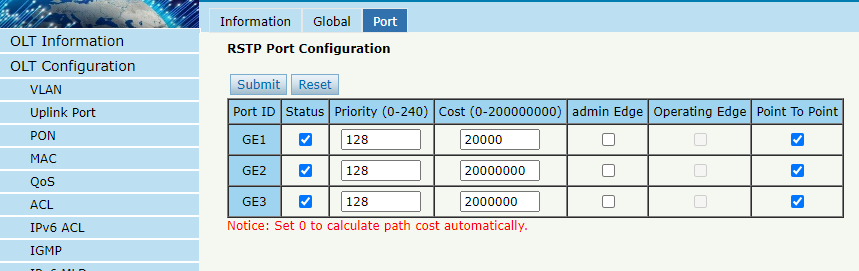 Information Global Port
OLT Information
OLT Configuration
VLAN
Uplink Port
PON
MAC
QoS
ACL
IPv6 ACL
IGMP
RSTP Port Configuration
Submit Reset
Port ID Status Priority (0-240) Cost (0-200000000) admin Edge Operating Edge Point To Point
GE1 128 20000
GE2 128 20000000
GE3 128 2000000
Notice: Set 0 to calculate path cost automatically.